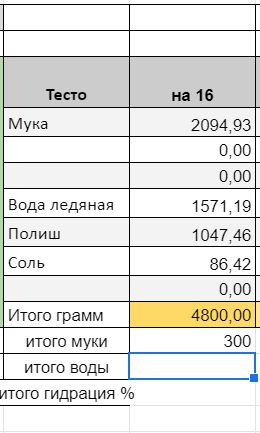 Тесто на 16
Мука 2094,93
0,00
0,00
Вода ледяная 1571,19
Полиш 1047,46
Соль 86,42
0,00
Итого грамм 4800,00
итого муки 300
итого воды
итого гидрация %